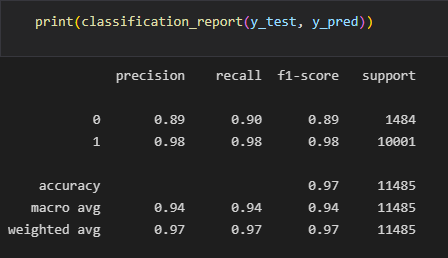 print(classification_report(y_test, y_pred))
precision recall f1-score support
0 0.89 0.90 0.89 1484
1 0.98 0.98 0.98 10001
accuracy 0.97 11485
macro avg 0.94 0.94 0.94 11485
weighted avg 0.97 0.97 0.97 11485